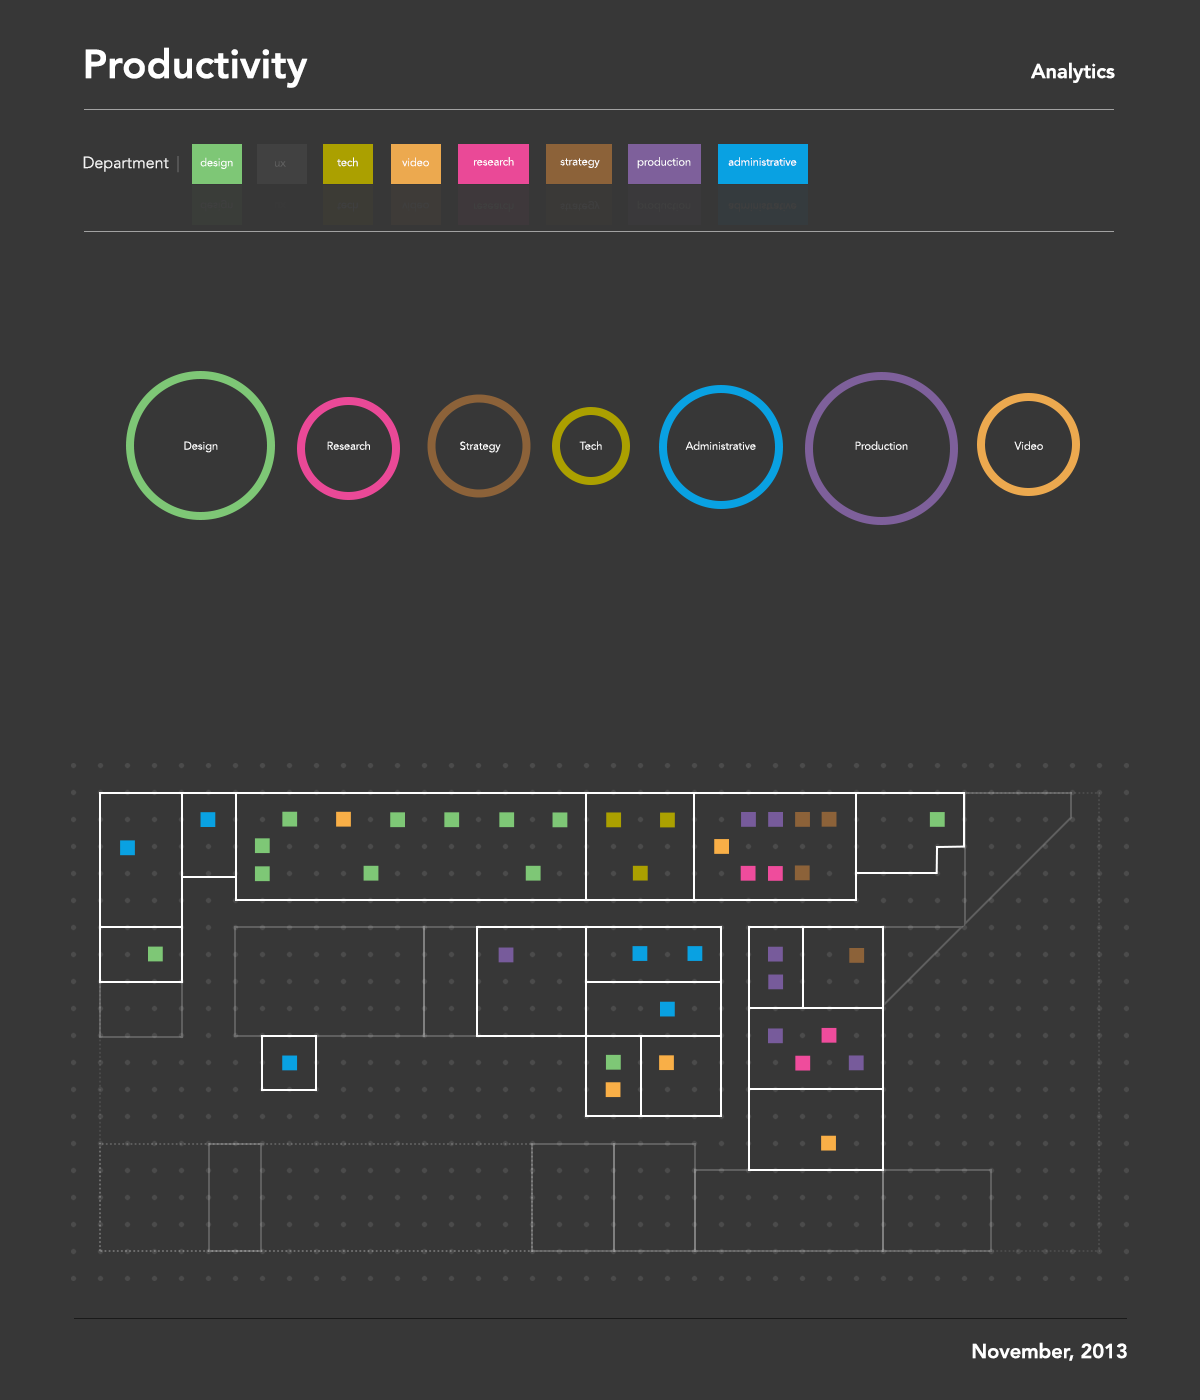 Productivity
Analytics
Department | design ux tech video research strategy production administrative
Design Research Strategy Tech Administrative Production Video
November, 2013